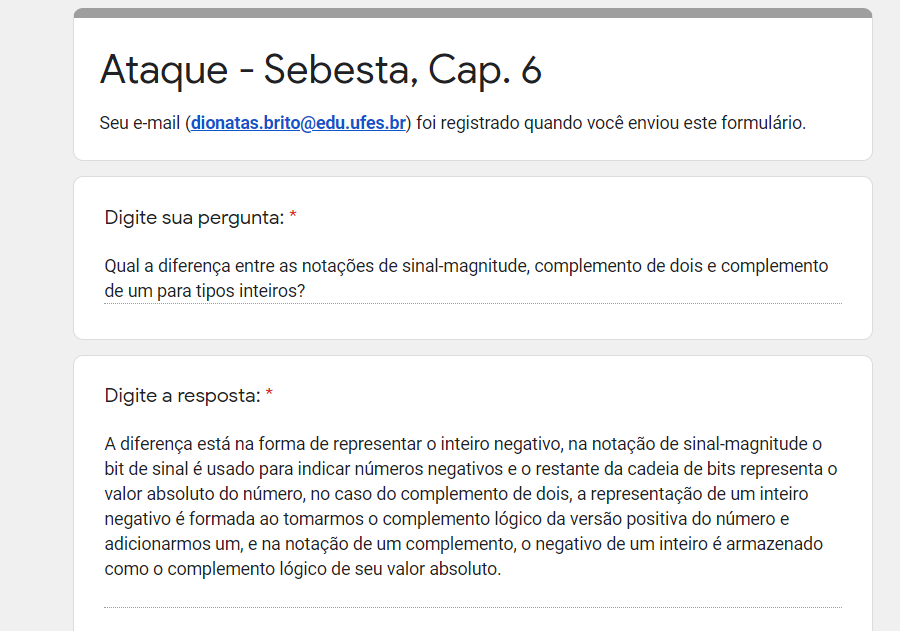 Ataque - Sebesta, Cap. 6
Seu e-mail (dionatas.brito@edu.ufes.br) foi registrado quando você enviou este formulário.
Digite sua pergunta: *
Qual a diferença entre as notações de sinal-magnitude, complemento de dois e complemento
de um para tipos inteiros?
Digite a resposta: *
A diferença está na forma de representar o inteiro negativo, na notação de sinal-magnitude o
bit de sinal é usado para indicar números negativos e o restante da cadeia de bits representa o
valor absoluto do número, no caso do complemento de dois, a representação de um inteiro
negativo é formada ao tomarmos o complemento lógico da versão positiva do número e
adicionarmos um, e na notação de um complemento, o negativo de um inteiro é armazenado
como o complemento lógico de seu valor absoluto.